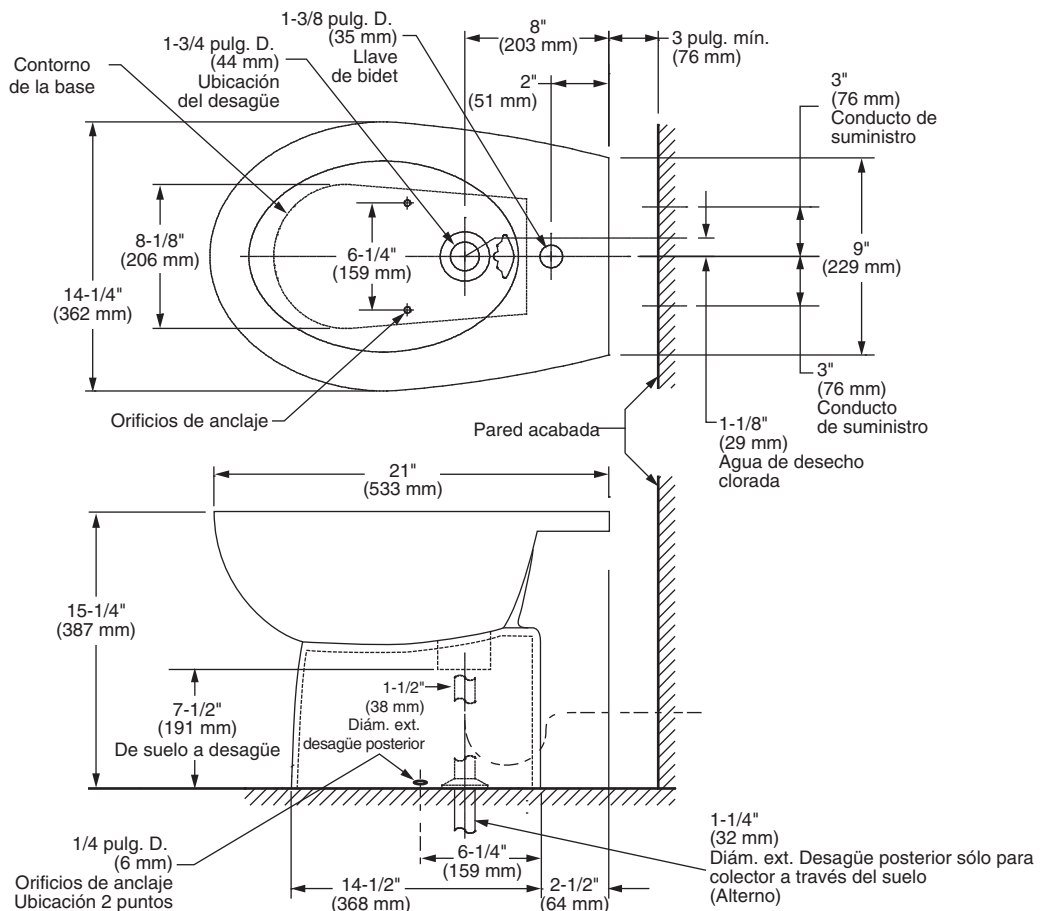 1-3/8 pulg. D.
(35 mm)
Llave
de bidet
8"
(203 mm)
3 pulg. mín.
(76 mm)
1-3/4 pulg. D.
(44 mm)
Ubicación
del desagüe
Contorno
de la base
2"
(51 mm)
3"
(76 mm)
Conducto de
suministro
8-1/8"
(206 mm)
6-1/4"
(159 mm)
9"
(229 mm)
14-1/4"
(362 mm)
3"
(76 mm)
Conducto
de suministro
Orificios de anclaje
Pared acabada
1-1/8"
(29 mm)
Agua de desecho
clorada
21"
(533 mm)
15-1/4"
(387 mm)
7-1/2"
(191 mm)
De suelo a desagüe
1-1/2"
(38 mm)
Diám. ext.
desagüe posterior
1/4 pulg. D.
(6 mm)
Orificios de anclaje
Ubicación 2 puntos
6-1/4"
(159 mm)
14-1/2"
(368 mm)
2-1/2"
(64 mm)
1-1/4"
(32 mm)
Diám. ext. Desagüe posterior sólo para
colector a través del suelo
(Alterno)